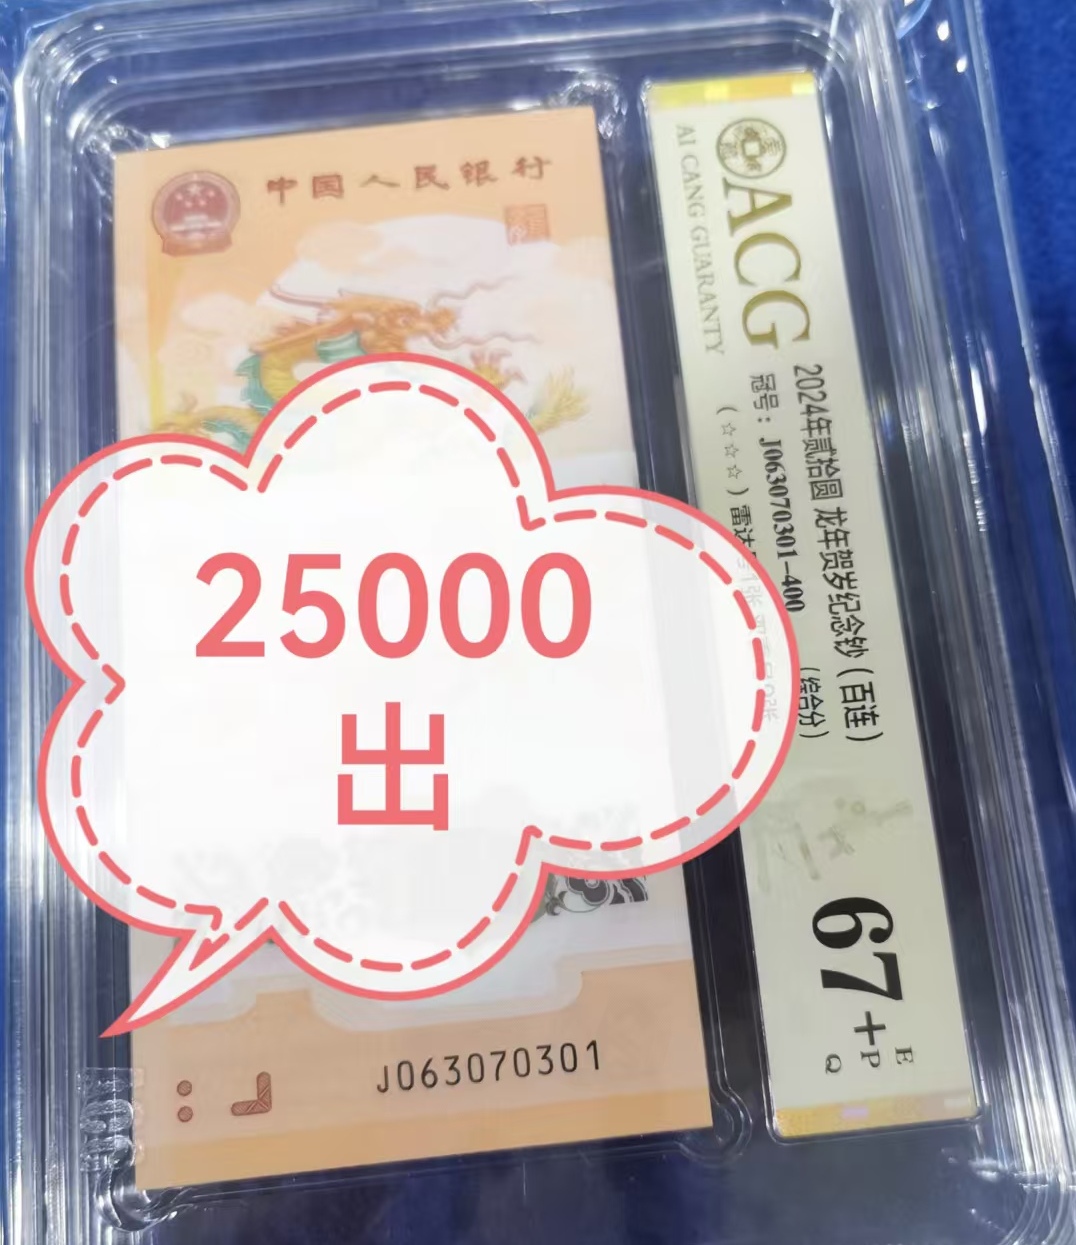 中国人民银行
25000
出
J063070301
ACG
AI CANG GUARANTY
2024年贰拾圆 龙年贺岁纪念钞（百连）
冠号：J063070301-400 （综合分）
（☆☆☆）雷达
67+
E
P
Q